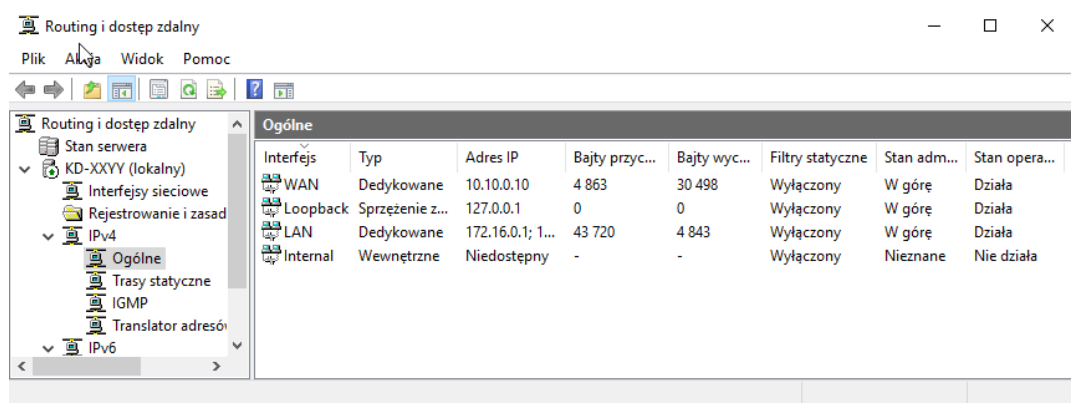 Routing i dostęp zdalny
Plik Akcja Widok Pomoc
Routing i dostęp zdalny
Stan serwera
KD-XXYY (lokalny)
Interfejsy sieciowe
Rejestrowanie i zasad
IPv4
Ogólne
Trasy statyczne
IGMP
Translator adresó
IPv6
Ogólne
Interfejs Typ Adres IP Bajty przyc... Bajty wyc... Filtry statyczne Stan adm... Stan opera...
WAN Dedykowane 10.10.0.10 4 863 30 498 Wyłączony W górę Działa
Loopback Sprzężenie z... 127.0.0.1 0 0 Wyłączony W górę Działa
LAN Dedykowane 172.16.0.1; 1... 43 720 4 843 Wyłączony W górę Działa
Internal Wewnętrzne Niedostępny - - Wyłączony Nieznane Nie działa